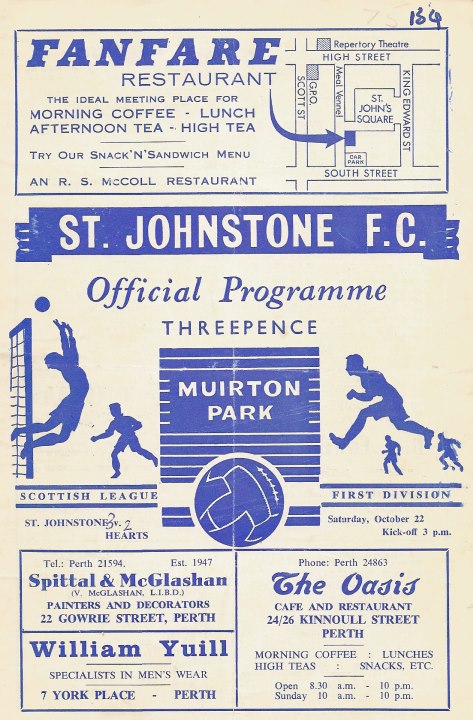 134
FANFARE
RESTAURANT
THE IDEAL MEETING PLACE FOR
MORNING COFFEE - LUNCH
AFTERNOON TEA - HIGH TEA
TRY OUR SNACK'N'SANDWICH MENU
AN R. S. MCCOLL RESTAURANT
Repertory Theatre
HIGH STREET
SCOTT ST
G.P.O.
Meal Vennel
ST. JOHN'S
SQUARE
KING EDWARD ST
CAR
PARK
SOUTH STREET
ST. JOHNSTONE F.C.
Official Programme
THREEPENCE
MUIRTON
PARK
SCOTTISH LEAGUE
FIRST DIVISION
ST. JOHNSTONE 3 v. 2
HEARTS
Saturday, October 22
Kick-off 3 p.m.
Tel.: Perth 21594. Est. 1947
Spittal & McGlashan
(V. McGLASHAN, L.I.B.D.)
PAINTERS AND DECORATORS
22 GOWRIE STREET, PERTH
William Yuill
SPECIALISTS IN MEN'S WEAR
7 YORK PLACE - PERTH
Phone: Perth 24863
The Oasis
CAFE AND RESTAURANT
24/26 KINNOULL STREET
PERTH
MORNING COFFEE : LUNCHES
HIGH TEAS : SNACKS, ETC.
Open 8.30 a.m. - 10 p.m.
Sunday 10 a.m. - 10 p.m.